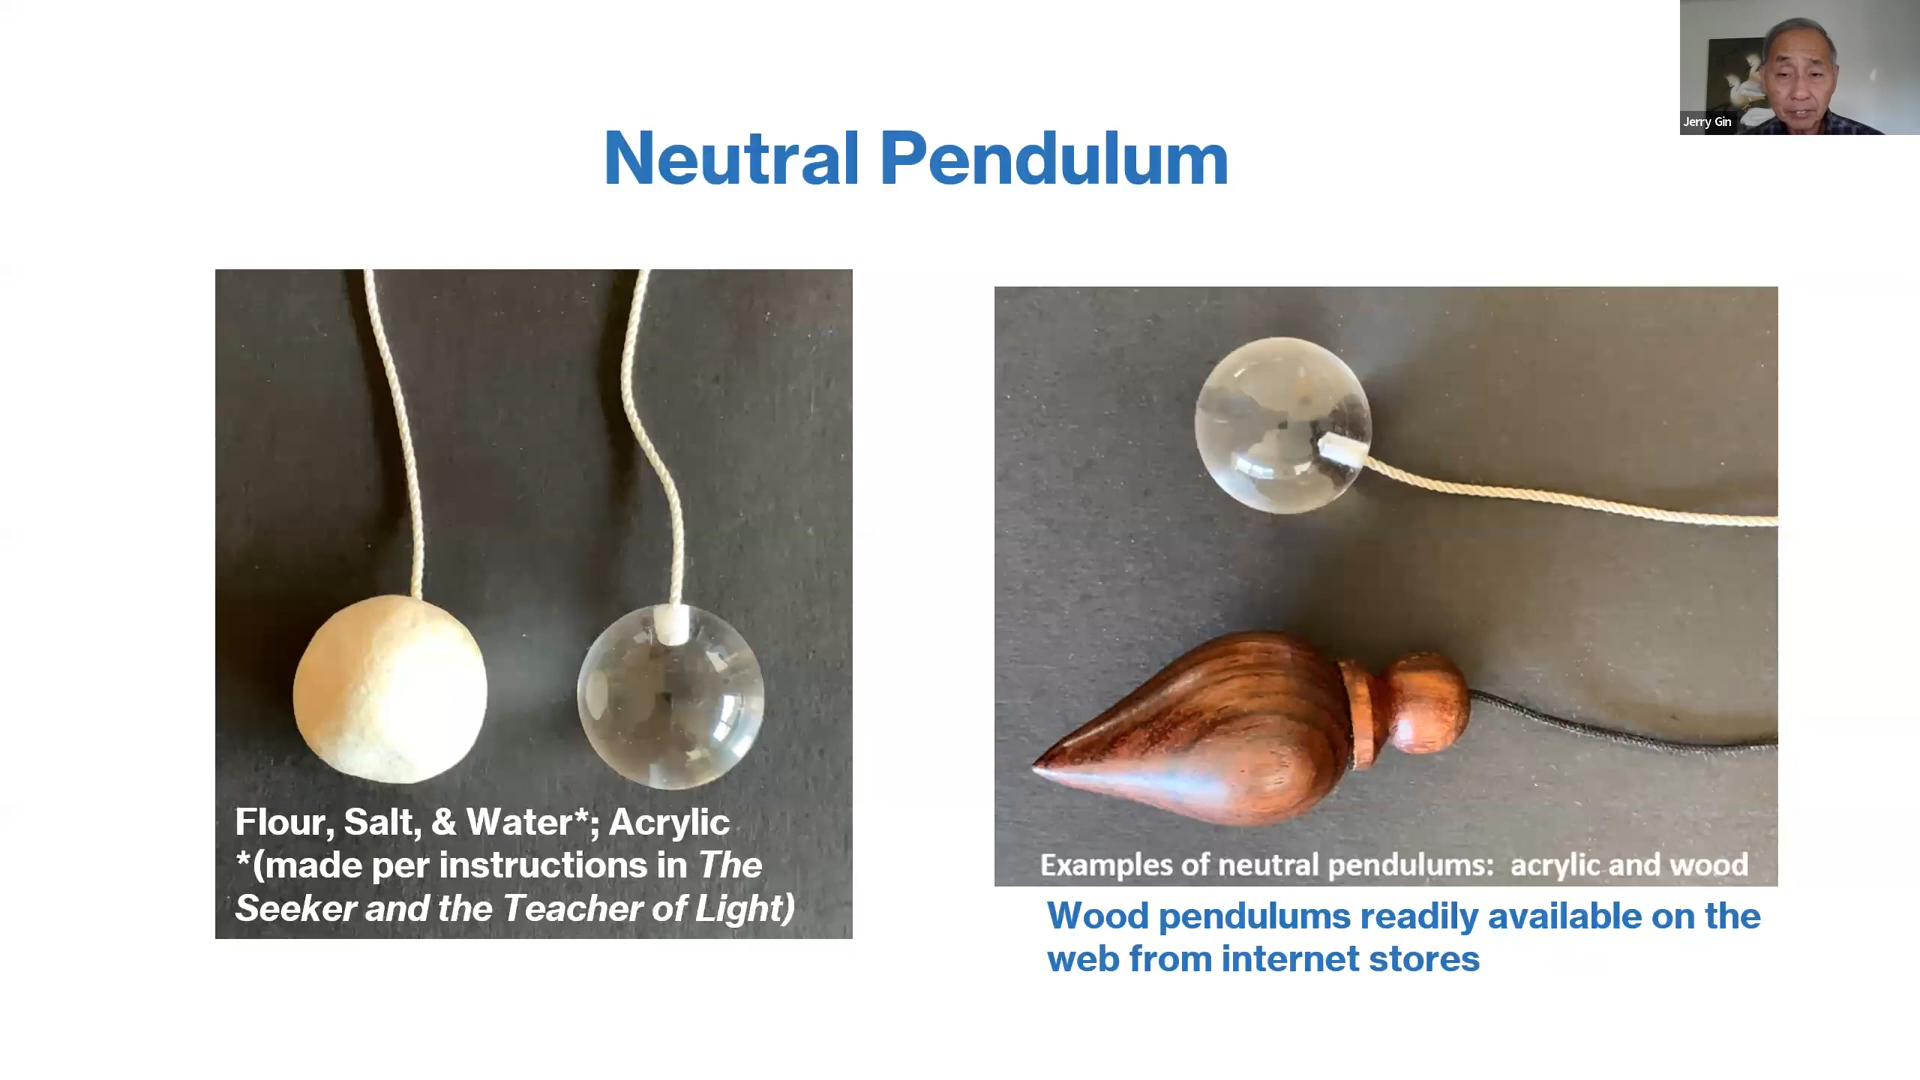 Jerry Gin
Neutral Pendulum
Flour, Salt, & Water*; Acrylic
*(made per instructions in The
Seeker and the Teacher of Light)
Examples of neutral pendulums: acrylic and wood
Wood pendulums readily available on the
web from internet stores